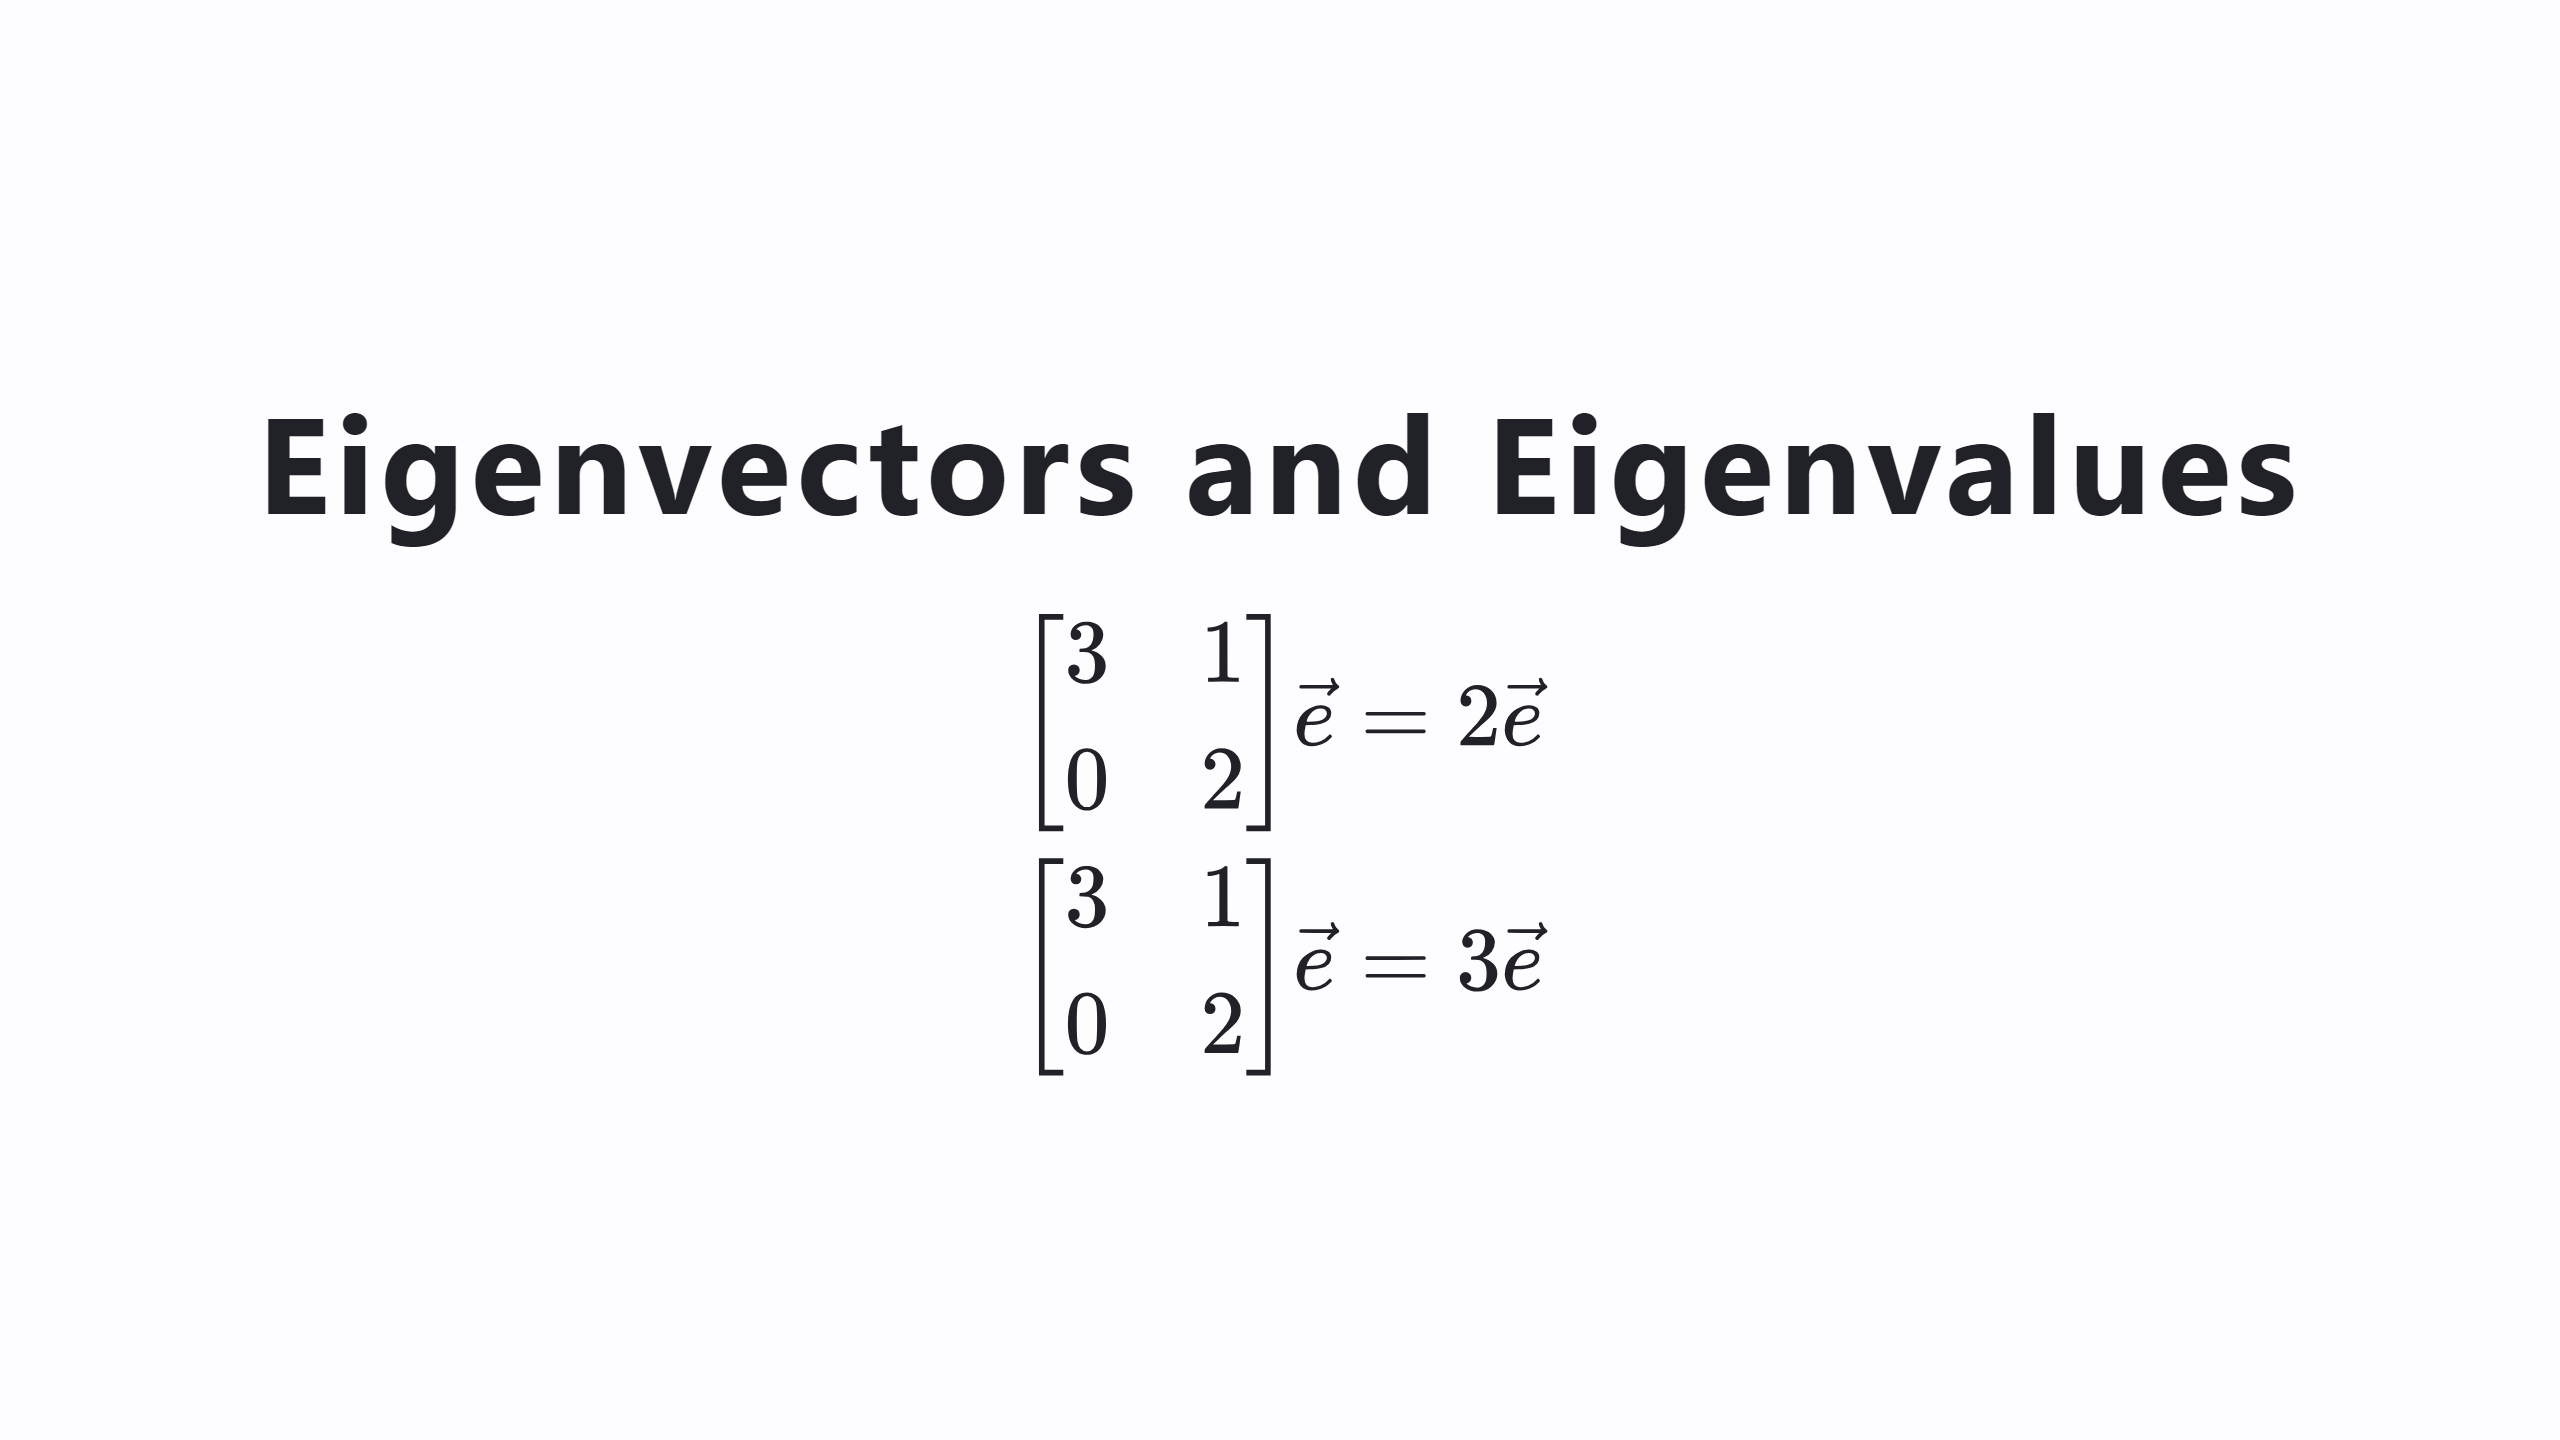 Eigenvectors and Eigenvalues
[3 1
0 2] e⃗ = 2e⃗
[3 1
0 2] e⃗ = 3e⃗